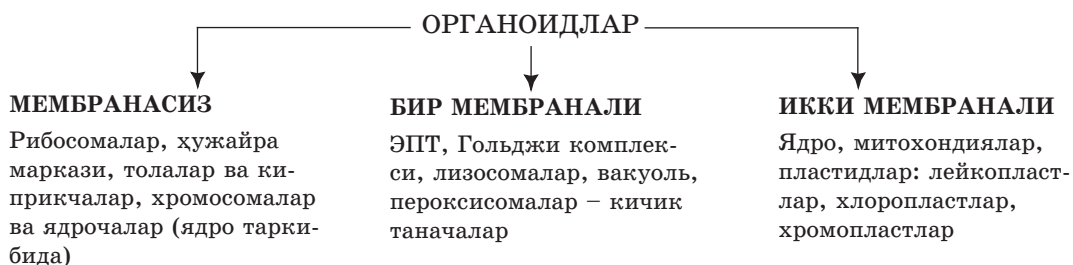 ОРГАНОИДЛАР
МЕМБРАНАСИЗ
Рибосомалар, ҳужайра
маркази, толалар ва ки-
прикчалар, хромосомалар
ва ядрочалар (ядро тарки-
бида)
БИР МЕМБРАНАЛИ
ЭПТ, Гольджи комплек-
си, лизосомалар, вакуоль,
пероксисомалар – кичик
таначалар
ИККИ МЕМБРАНАЛИ
Ядро, митохондиялар,
пластидлар: лейкопласт-
лар, хлоропластлар,
хромопластлар